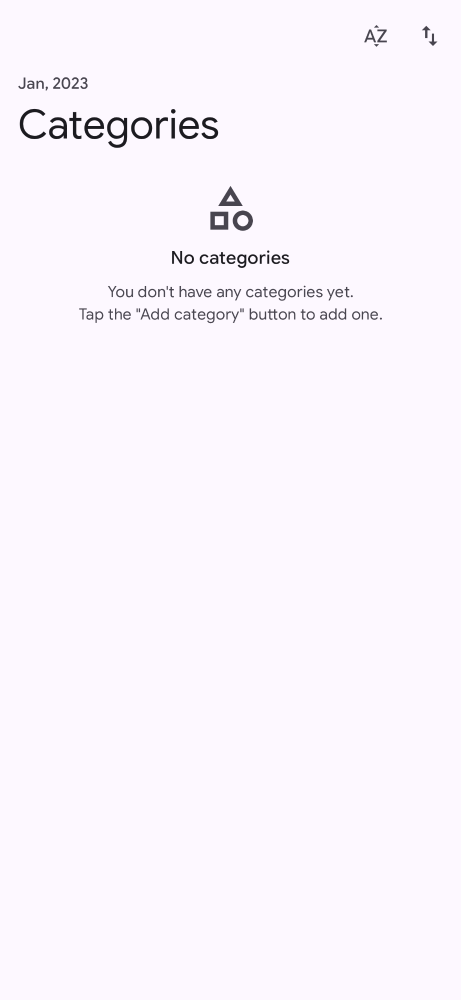 AZ
Jan, 2023
Categories
No categories
You don't have any categories yet.
Tap the "Add category" button to add one.